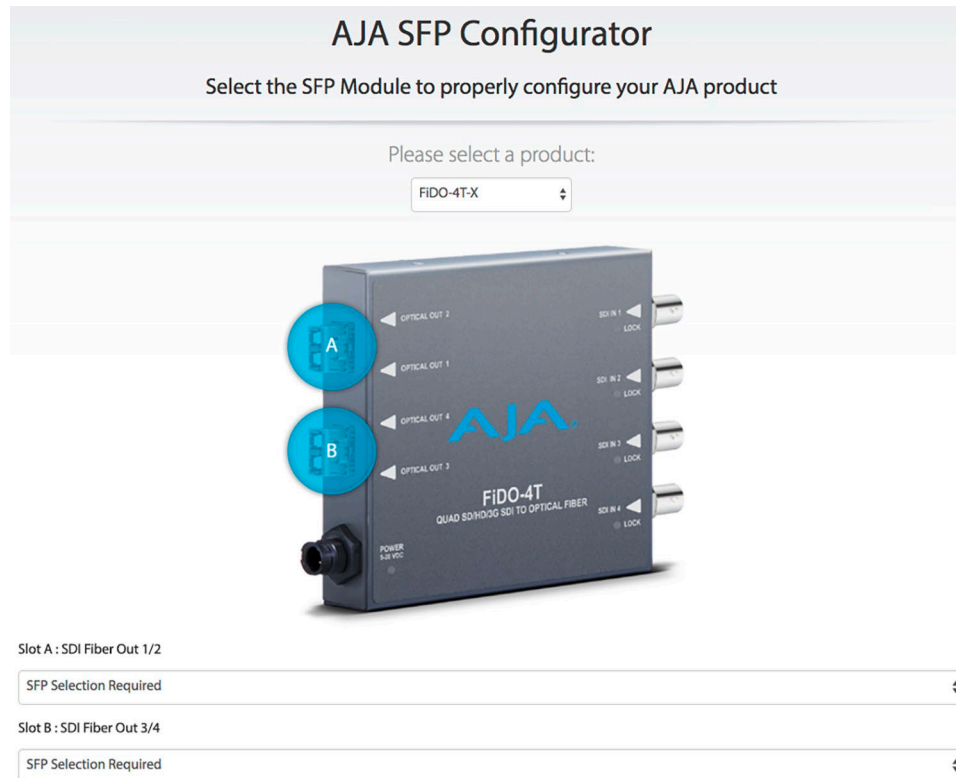 AJA SFP Configurator
Select the SFP Module to properly configure your AJA product
Please select a product:
FiDO-4T-X
OPTICAL OUT 2
SDI IN 1
LOCK
A
OPTICAL OUT 1
SDI IN 2
LOCK
OPTICAL OUT 4
AJA
B
SDI IN 3
LOCK
OPTICAL OUT 3
FiDO-4T
QUAD SD/HD/3G SDI TO OPTICAL FIBER
SDI IN 4
LOCK
POWER
5-20 VDC
Slot A : SDI Fiber Out 1/2
SFP Selection Required
Slot B : SDI Fiber Out 3/4
SFP Selection Required